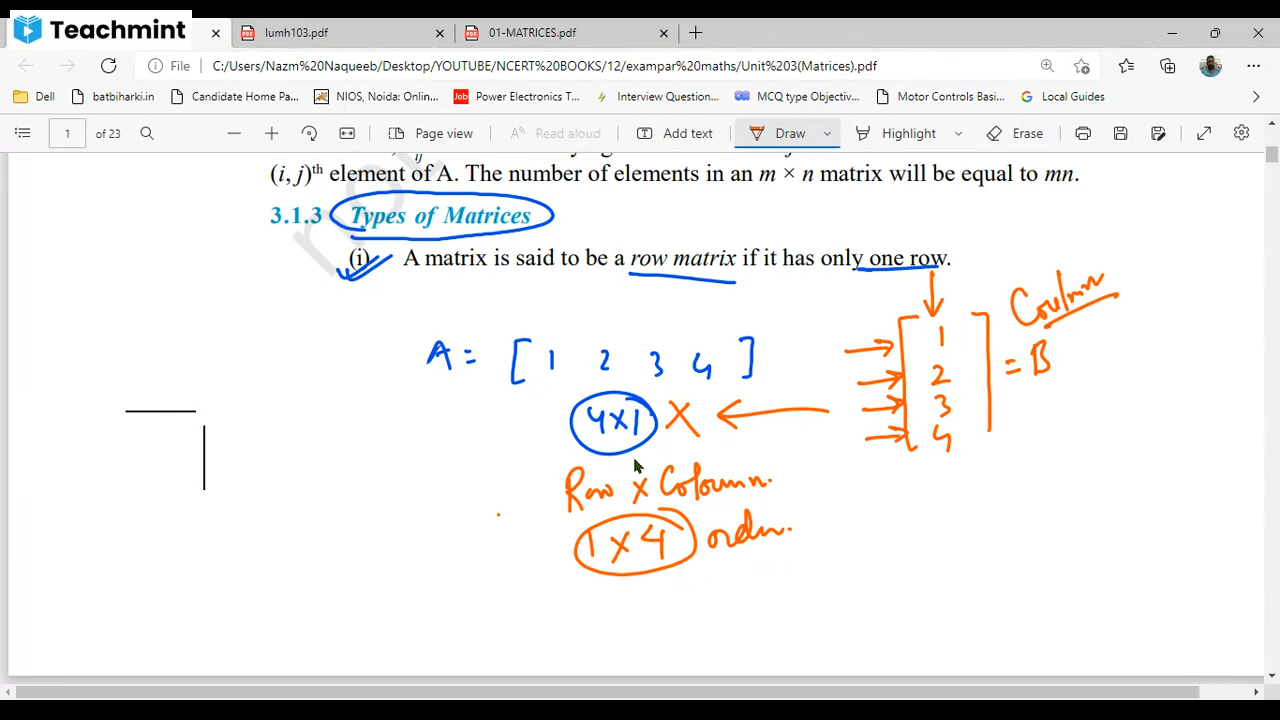 Teachmint
lumh103.pdf
01-MATRICES.pdf
File
C:/Users/Nazm%20Naqueeb/Desktop/YOUTUBE/NCERT%20BOOKS/12/exampar%20maths/Unit%203(Matrices).pdf
Dell
batbiharki.in
Candidate Home Pa...
NIOS, Noida: Onlin...
Job
Power Electronics T...
Interview Question...
MCQ type Objectiv...
Motor Controls Basi...
Local Guides
1 of 23
Page view
Read aloud
Add text
Draw
Highlight
Erase
(i, j)th element of A. The number of elements in an m × n matrix will be equal to mn.
3.1.3 Types of Matrices
(i) A matrix is said to be a row matrix if it has only one row.
Coulmn
A = [ 1 2 3 4 ]
[ 1
2
3
4 ] = B
4x1 X
Row x Coloumn.
1 x 4 order.